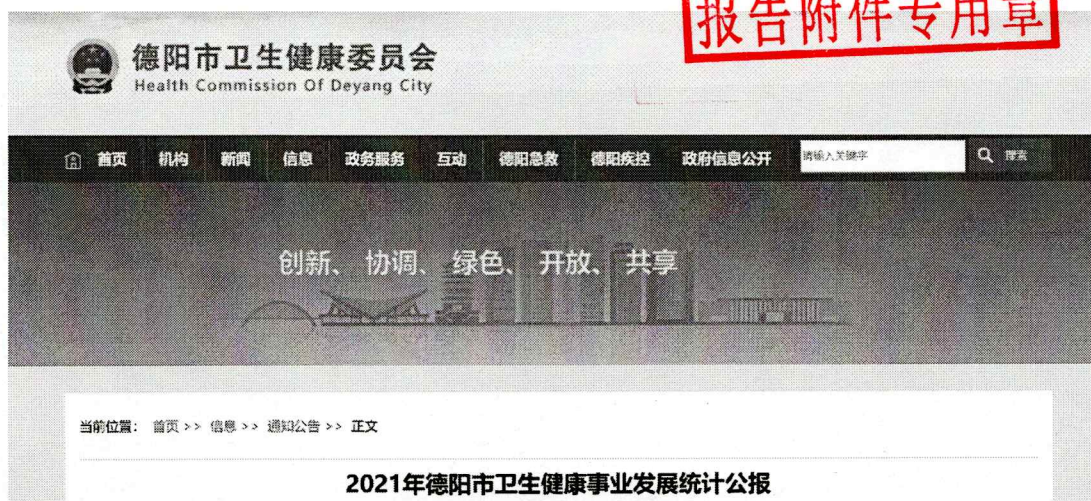 报告附件专用章
德阳市卫生健康委员会
Health Commission Of Deyang City
首页 机构 新闻 信息 政务服务 互动 德阳急救 德阳疾控 政府信息公开 请输入关键字 搜索
创新、协调、绿色、开放、共享
当前位置： 首页 >> 信息 >> 通知公告 >> 正文
2021年德阳市卫生健康事业发展统计公报